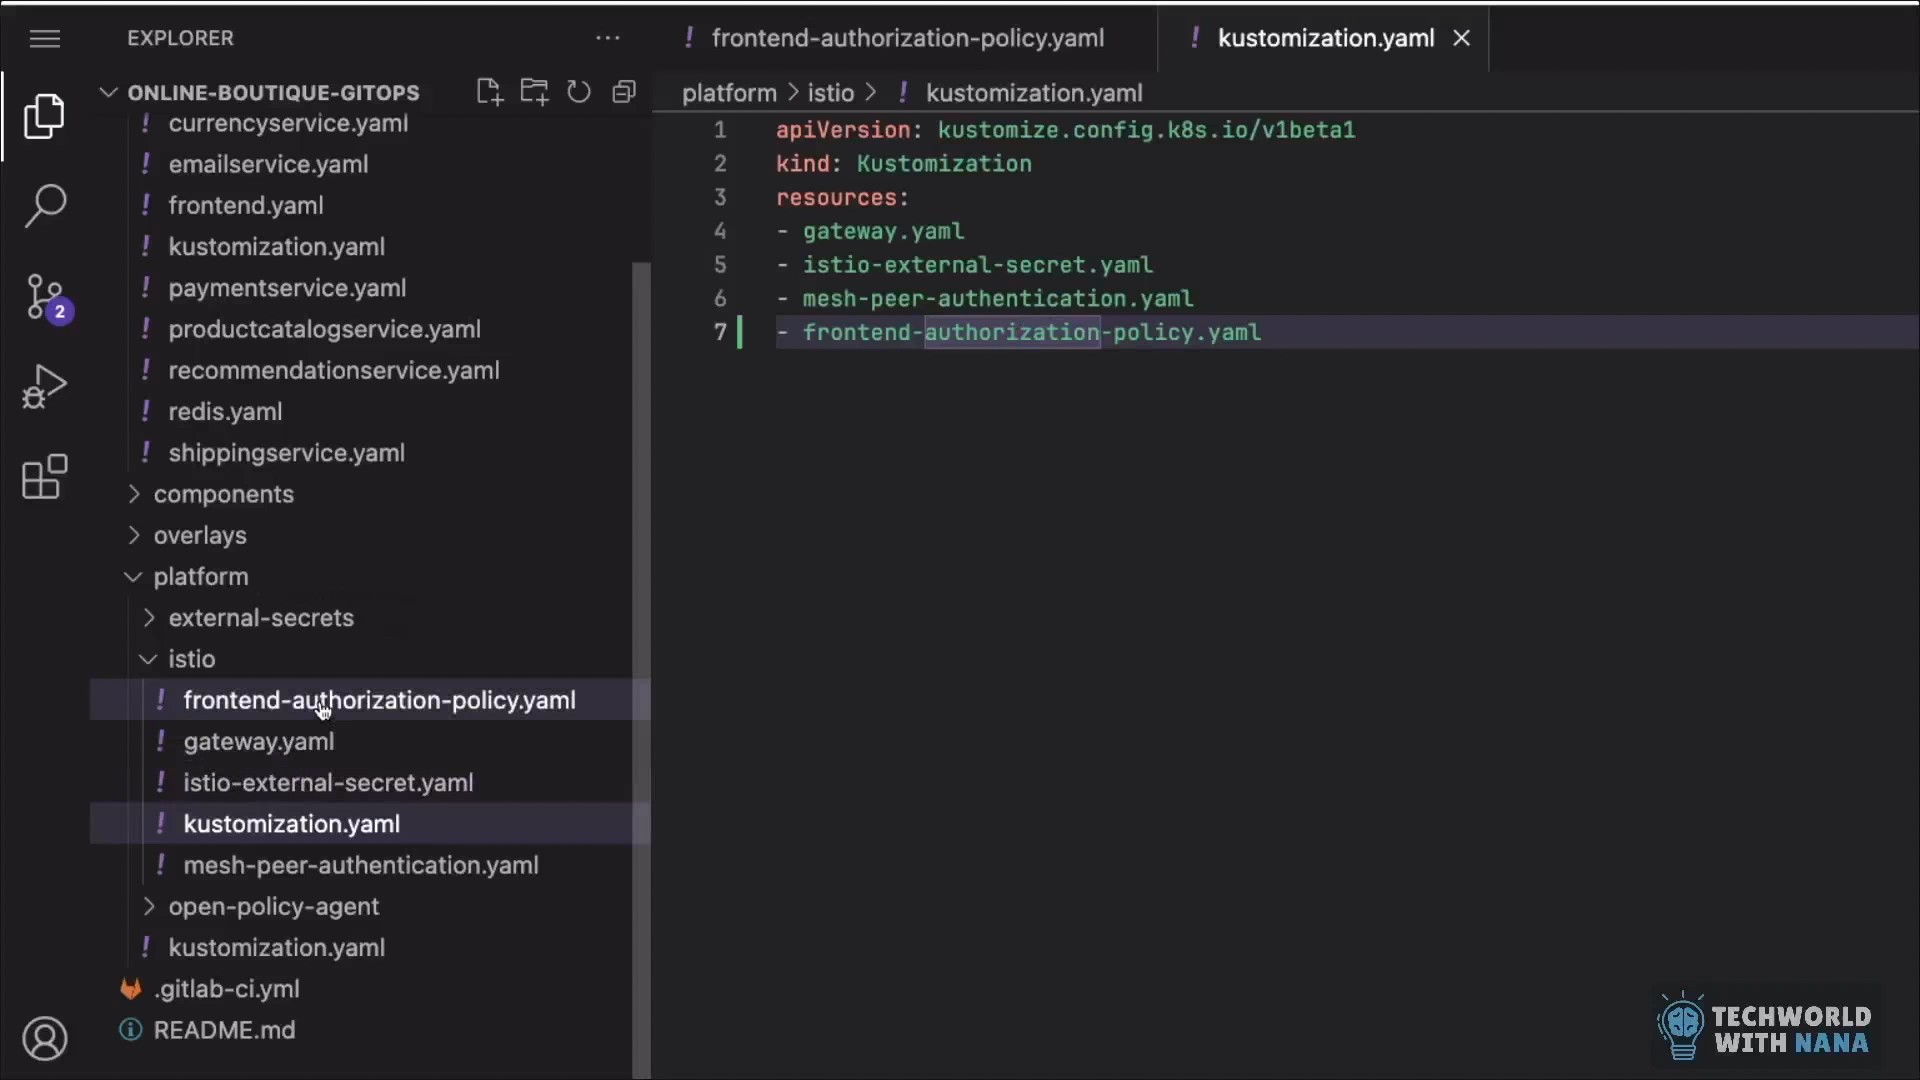 EXPLORER
ONLINE-BOUTIQUE-GITOPS
currencyservice.yaml
emailservice.yaml
frontend.yaml
kustomization.yaml
paymentservice.yaml
productcatalogservice.yaml
recommendationservice.yaml
redis.yaml
shippingservice.yaml
components
overlays
platform
external-secrets
istio
frontend-authorization-policy.yaml
gateway.yaml
istio-external-secret.yaml
kustomization.yaml
mesh-peer-authentication.yaml
open-policy-agent
kustomization.yaml
.gitlab-ci.yml
README.md
2
! frontend-authorization-policy.yaml
! kustomization.yaml
platform > istio > ! kustomization.yaml
1 apiVersion: kustomize.config.k8s.io/v1beta1
2 kind: Kustomization
3 resources:
4 - gateway.yaml
5 - istio-external-secret.yaml
6 - mesh-peer-authentication.yaml
7 - frontend-authorization-policy.yaml
TECHWORLD
WITH NANA